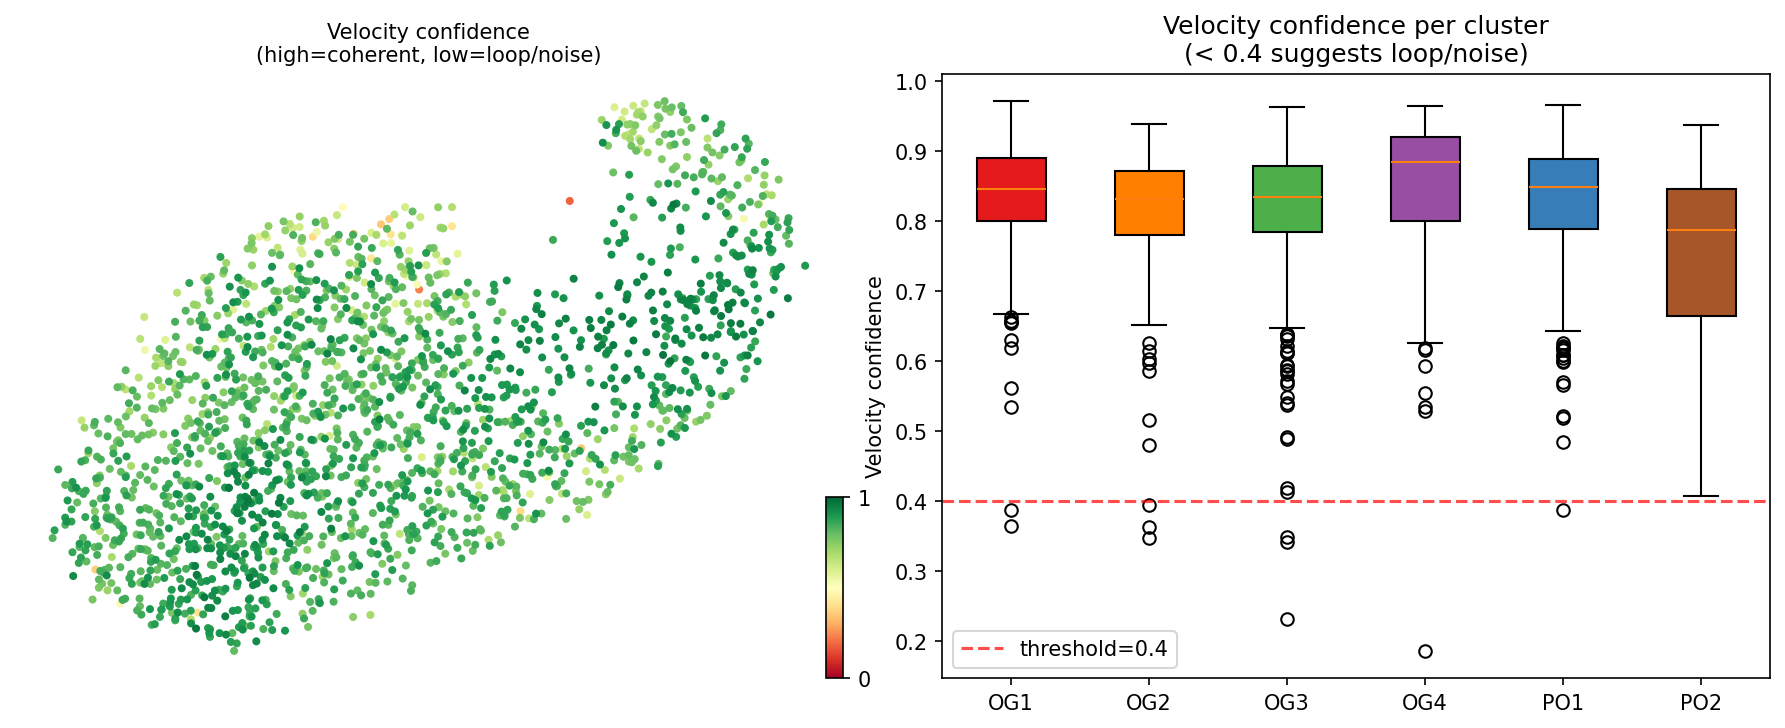 Velocity confidence
(high=coherent, low=loop/noise)
1
0
Velocity confidence per cluster
(< 0.4 suggests loop/noise)
Velocity confidence
1.0
0.9
0.8
0.7
0.6
0.5
0.4
0.3
0.2
threshold=0.4
OG1 OG2 OG3 OG4 PO1 PO2